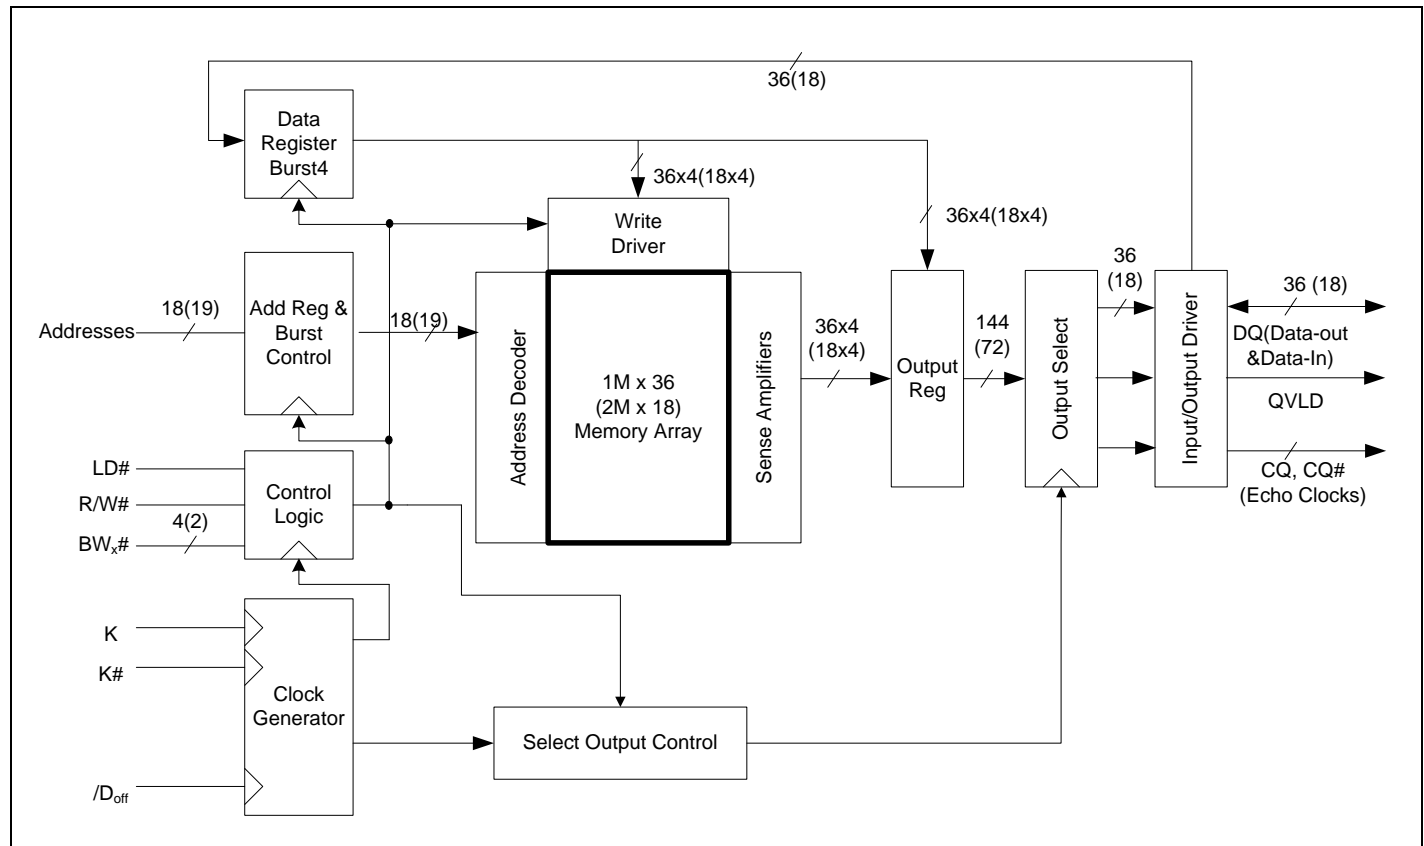 36(18)
Data
Register
Burst4
36x4(18x4)
36x4(18x4)
Write
Driver
Addresses
18(19)
Add Reg &
Burst
Control
18(19)
Address Decoder
1M x 36
(2M x 18)
Memory Array
Sense Amplifiers
36x4
(18x4)
Output
Reg
144
(72)
Output Select
36
(18)
Input/Output Driver
36 (18)
DQ(Data-out
&Data-In)
QVLD
CQ, CQ#
(Echo Clocks)
LD#
R/W#
BWx#
4(2)
Control
Logic
K
K#
/Doff
Clock
Generator
Select Output Control